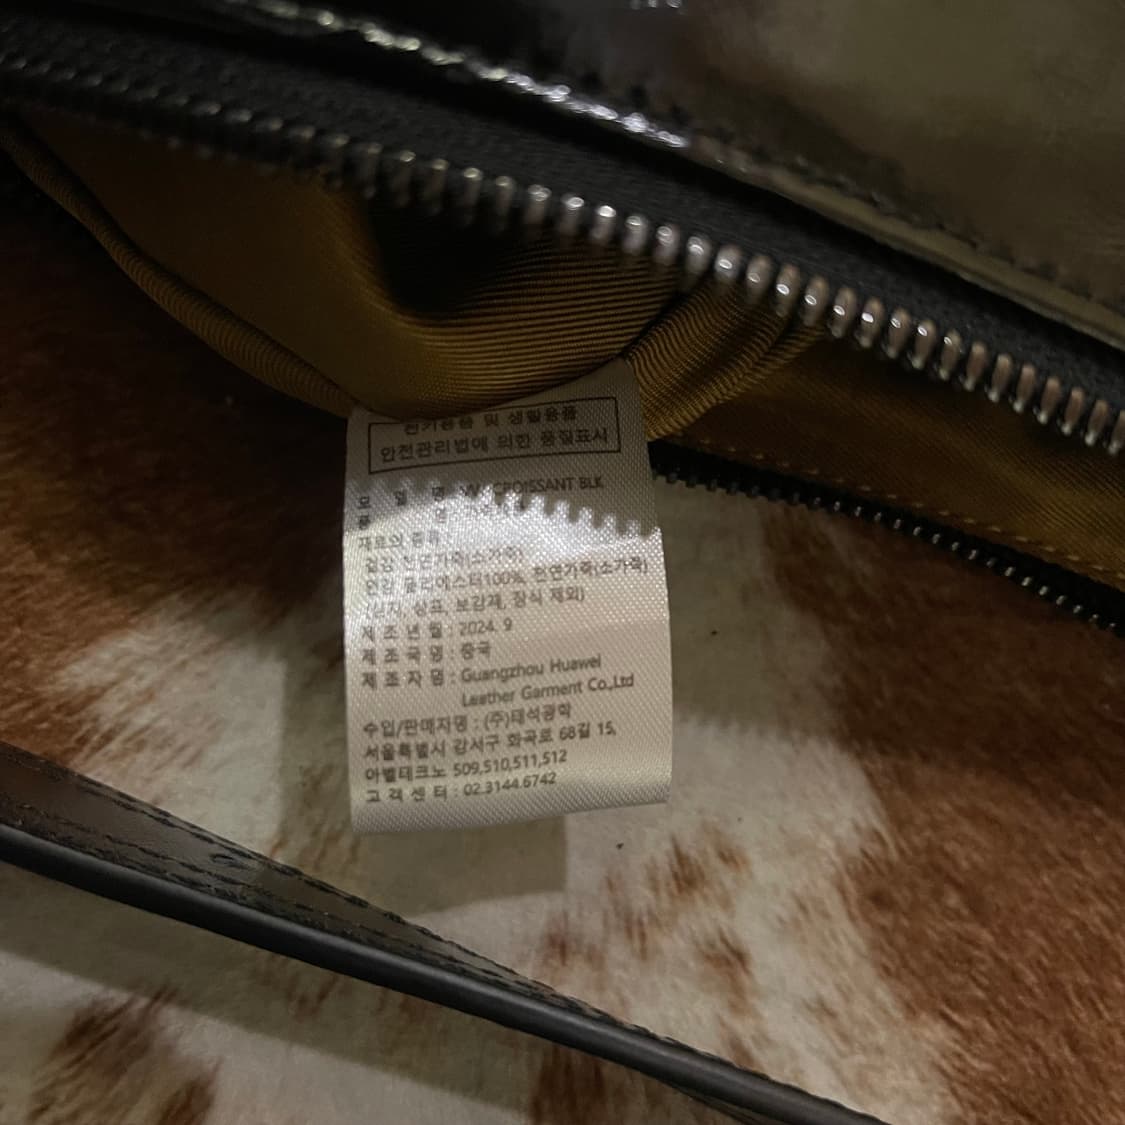 전기용품 및 생활용품
안전관리법에 의한 품질표시
모 델 명 : CROISSANT BLK
품 명 :
재료의 종류 :
겉감 천연가죽(소가죽)
안감 폴리에스터100%, 천연가죽(소가죽)
(심지, 상표, 보강재, 장식 제외)
제 조 년 월 : 2024. 9
제 조 국 명 : 중국
제 조 자 명 : Guangzhou Huawei
Leather Garment Co.,Ltd
수입/판매자명 : (주)태석광학
서울특별시 강서구 화곡로 68길 15,
아벨테크노 509,510,511,512
고 객 센 터 : 02.3144.6742